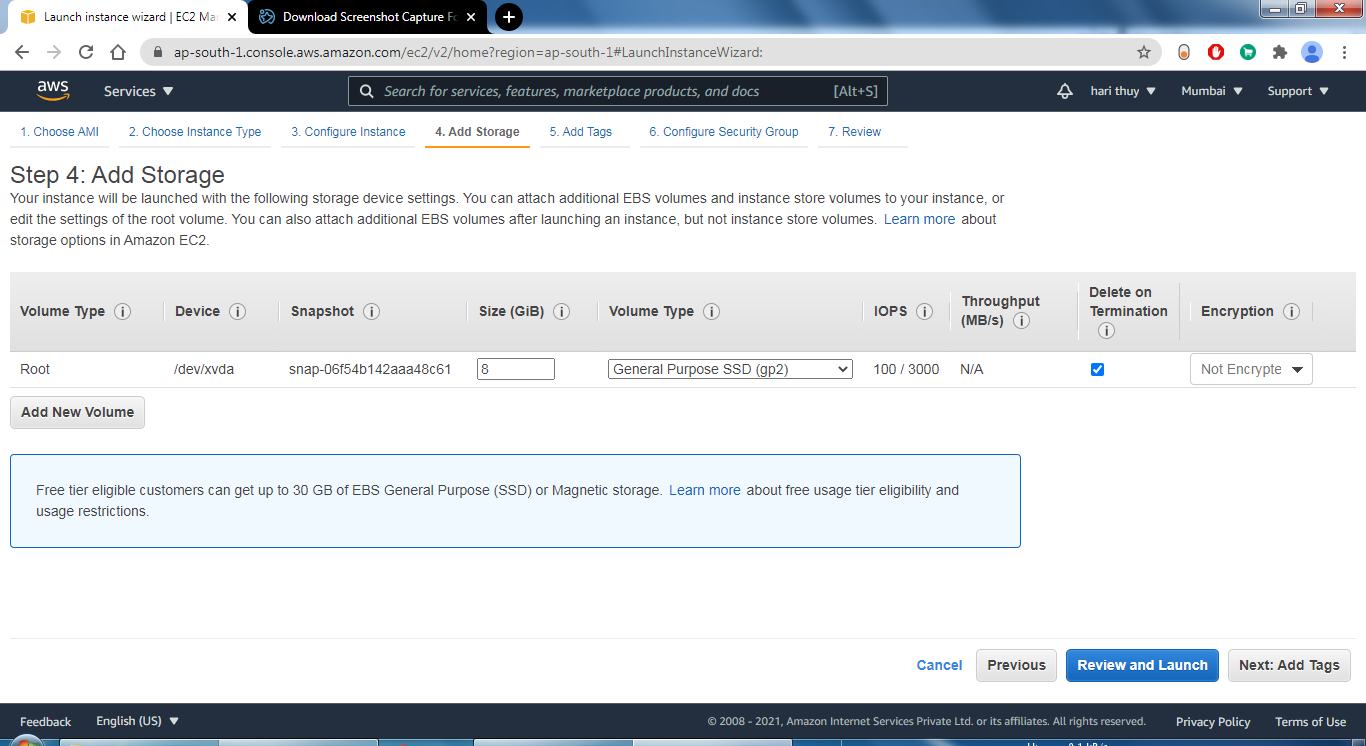 Launch instance wizard | EC2 Ma
Download Screenshot Capture Fo
ap-south-1.console.aws.amazon.com/ec2/v2/home?region=ap-south-1#LaunchInstanceWizard:
aws
Services
Search for services, features, marketplace products, and docs [Alt+S]
hari thuy
Mumbai
Support
1. Choose AMI
2. Choose Instance Type
3. Configure Instance
4. Add Storage
5. Add Tags
6. Configure Security Group
7. Review
Step 4: Add Storage
Your instance will be launched with the following storage device settings. You can attach additional EBS volumes and instance store volumes to your instance, or
edit the settings of the root volume. You can also attach additional EBS volumes after launching an instance, but not instance store volumes. Learn more about
storage options in Amazon EC2.
Volume Type
Device
Snapshot
Size (GiB)
Volume Type
IOPS
Throughput
(MB/s)
Delete on
Termination
Encryption
Root
/dev/xvda
snap-06f54b142aaa48c61
8
General Purpose SSD (gp2)
100 / 3000
N/A
Not Encrypte
Add New Volume
Free tier eligible customers can get up to 30 GB of EBS General Purpose (SSD) or Magnetic storage. Learn more about free usage tier eligibility and
usage restrictions.
Cancel
Previous
Review and Launch
Next: Add Tags
Feedback
English (US)
© 2008 - 2021, Amazon Internet Services Private Ltd. or its affiliates. All rights reserved.
Privacy Policy
Terms of Use